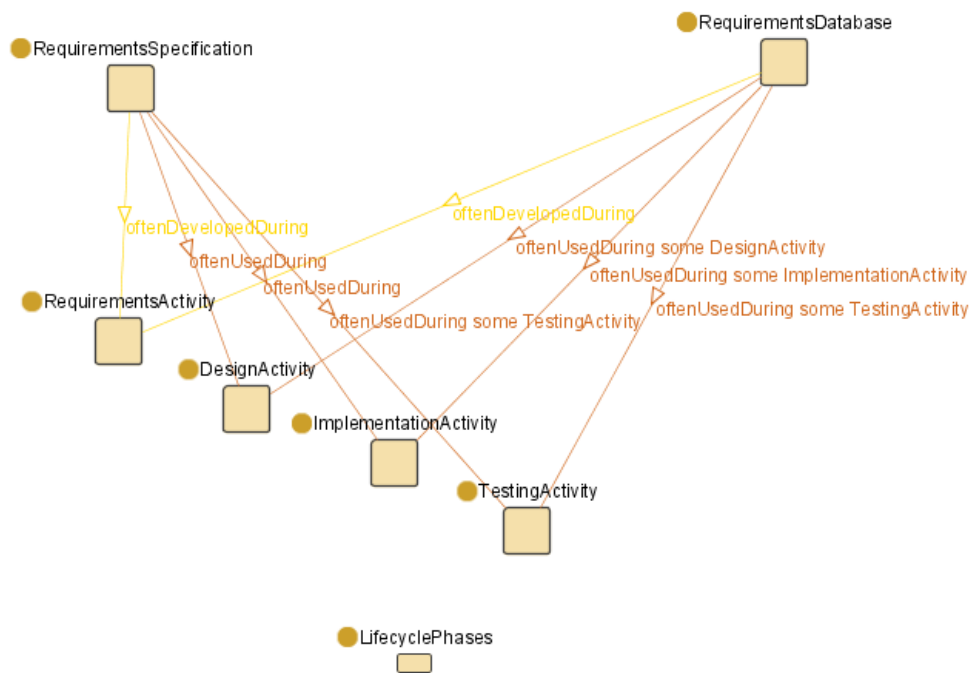 RequirementsDatabase
RequirementsSpecification
oftenDevelopedDuring
oftenDevelopedDuring
oftenUsedDuring some DesignActivity
oftenUsedDuring
oftenUsedDuring some ImplementationActivity
oftenUsedDuring
RequirementsActivity
oftenUsedDuring some TestingActivity
oftenUsedDuring some TestingActivity
DesignActivity
ImplementationActivity
TestingActivity
LifecyclePhases